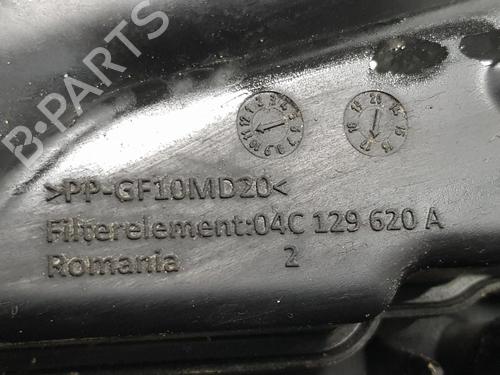 B-PARTS
>PP-GF10MD20<
Filterelement:04C 129 620 A
Romania 2